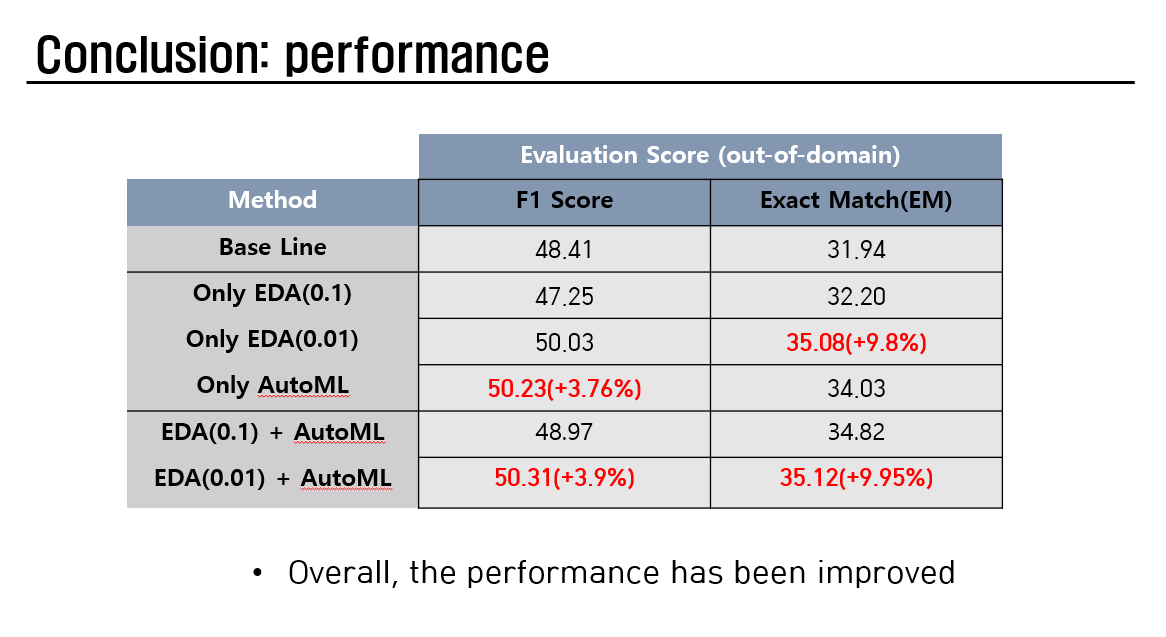 Conclusion: performance
Evaluation Score (out-of-domain)
Method F1 Score Exact Match(EM)
Base Line 48.41 31.94
Only EDA(0.1) 47.25 32.20
Only EDA(0.01) 50.03 35.08(+9.8%)
Only AutoML 50.23(+3.76%) 34.03
EDA(0.1) + AutoML 48.97 34.82
EDA(0.01) + AutoML 50.31(+3.9%) 35.12(+9.95%)
• Overall, the performance has been improved